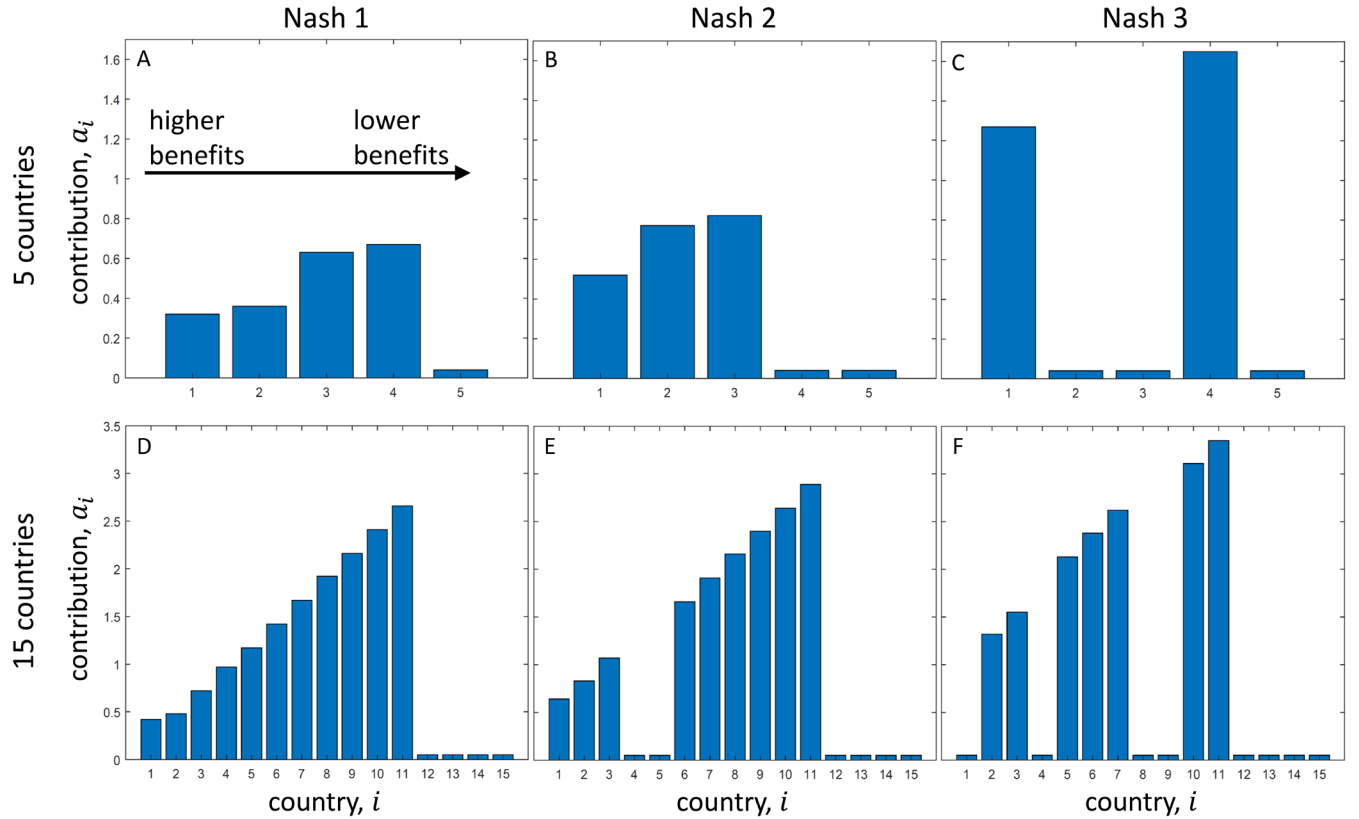 Nash 1
Nash 2
Nash 3
5 countries
contribution, a_i
A
higher benefits
lower benefits
0
0.2
0.4
0.6
0.8
1
1.2
1.4
1.6
1 2 3 4 5
B
1 2 3 4 5
C
1 2 3 4 5
15 countries
contribution, a_i
D
0
0.5
1
1.5
2
2.5
3
3.5
1 2 3 4 5 6 7 8 9 10 11 12 13 14 15
country, i
E
1 2 3 4 5 6 7 8 9 10 11 12 13 14 15
country, i
F
1 2 3 4 5 6 7 8 9 10 11 12 13 14 15
country, i